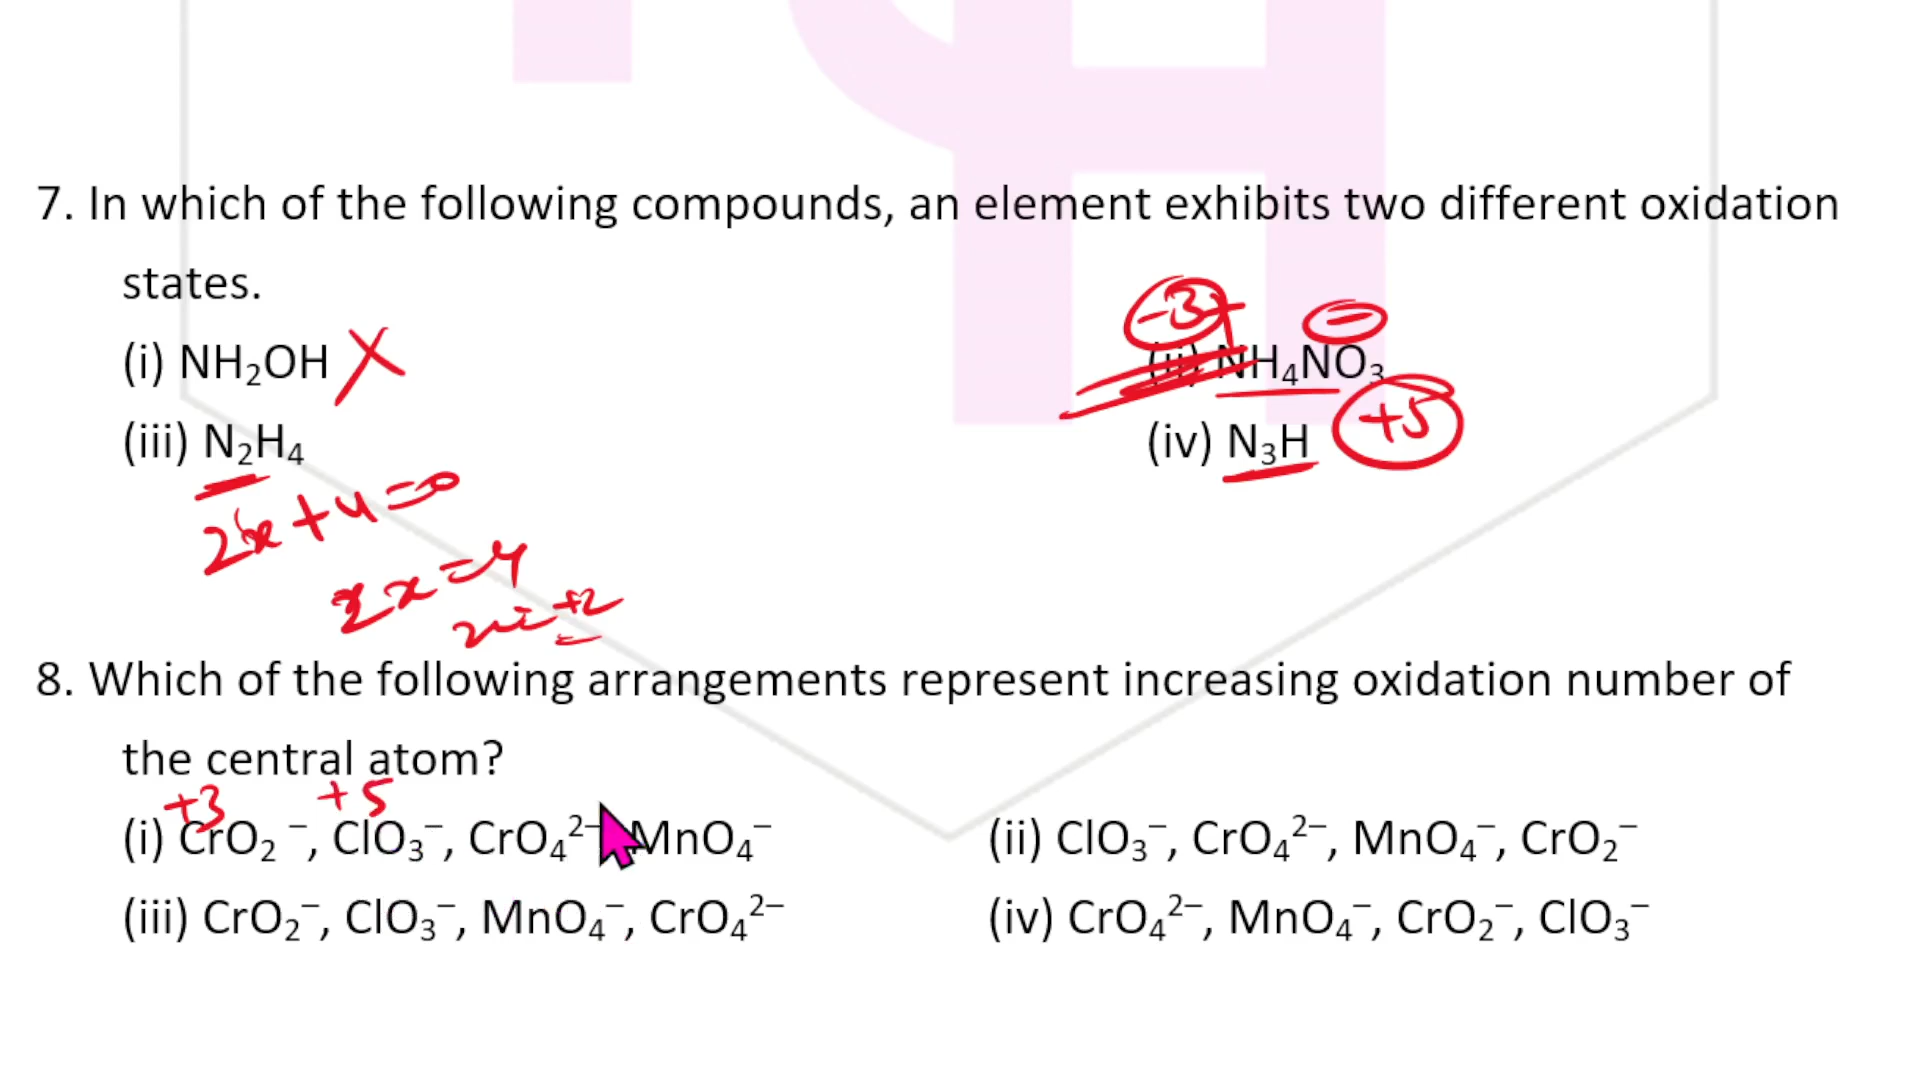 7. In which of the following compounds, an element exhibits two different oxidation
states.
-3 + −
(i) NH₂OH (ii) NH₄NO₃
(iii) N₂H₄ (iv) N₃H +5
2x+4=0
2x=4
+2
8. Which of the following arrangements represent increasing oxidation number of
the central atom?
+3 +5
(i) CrO₂ ⁻, ClO₃⁻, CrO₄²⁻ MnO₄⁻ (ii) ClO₃⁻, CrO₄²⁻, MnO₄⁻, CrO₂⁻
(iii) CrO₂⁻, ClO₃⁻, MnO₄⁻, CrO₄²⁻ (iv) CrO₄²⁻, MnO₄⁻, CrO₂⁻, ClO₃⁻